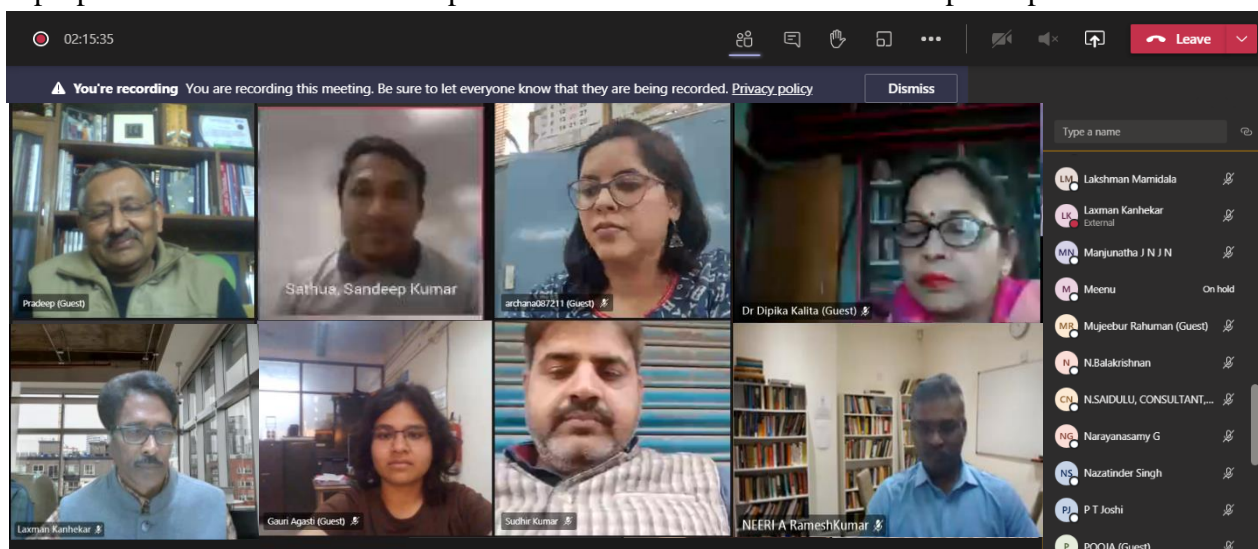 02:15:35
Leave
You're recording You are recording this meeting. Be sure to let everyone know that they are being recorded. Privacy policy
Dismiss
Type a name
Pradeep (Guest)
Sathua, Sandeep Kumar
archana087211 (Guest)
Dr Dipika Kalita (Guest)
Laxman Kanhekar
Gauri Agasti (Guest)
Sudhir Kumar
NEERI A RameshKumar
LM Lakshman Mamidala
LK Laxman Kanhekar
External
MN Manjunatha J N J N
M Meenu On hold
MR Mujeebur Rahuman (Guest)
N N.Balakrishnan
CN N.SAIDULU, CONSULTANT,...
NG Narayanasamy G
NS Nazatinder Singh
PJ P T Joshi
P POOJA (Guest)